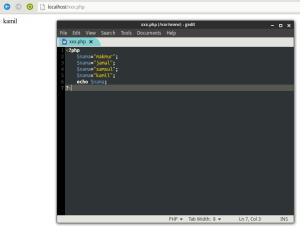 localhost/xxx.php
kamil
xxx.php (/var/www) - gedit
File Edit View Search Tools Documents Help
xxx.php ×
1 <?php
2 $nama="makmur";
3 $nama="jamal";
4 $nama="samsul";
5 $nama="kamil";
6 echo $nama;
7 ?>
PHP Tab Width: 8 Ln 7, Col 3 INS